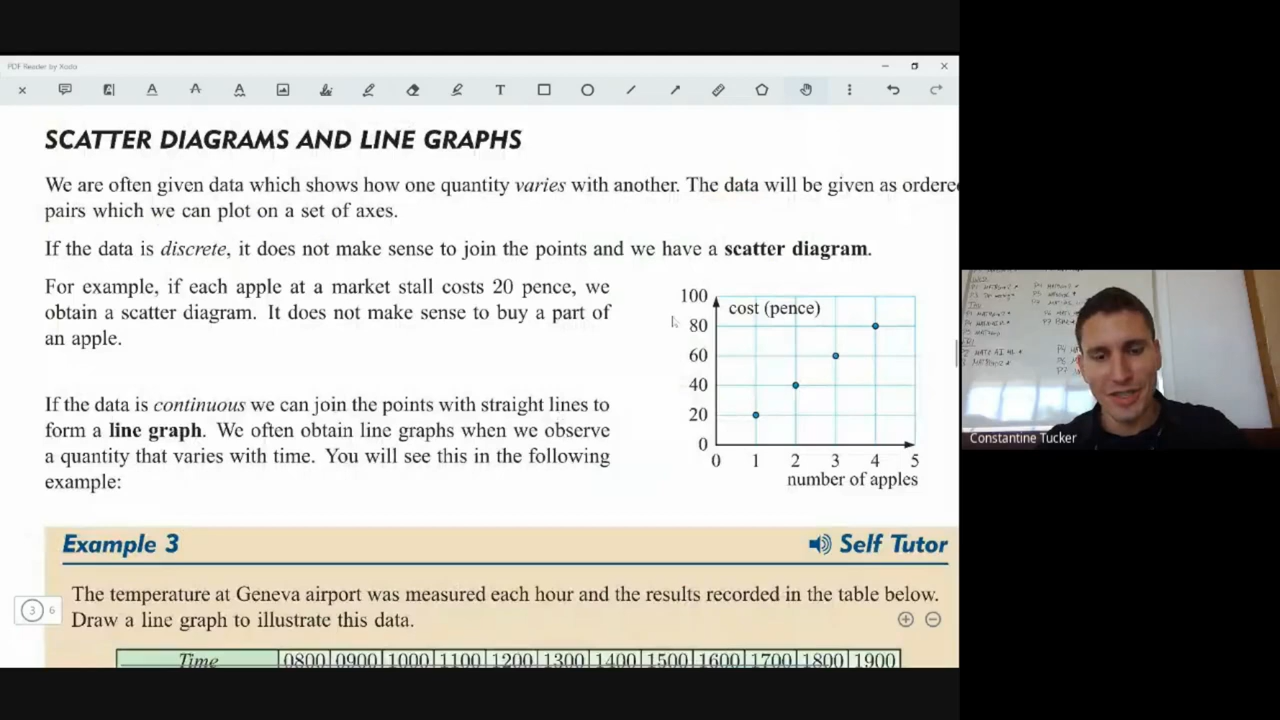 PDF Reader by Xodo
SCATTER DIAGRAMS AND LINE GRAPHS
We are often given data which shows how one quantity varies with another. The data will be given as ordere
pairs which we can plot on a set of axes.
If the data is discrete, it does not make sense to join the points and we have a scatter diagram.
For example, if each apple at a market stall costs 20 pence, we
obtain a scatter diagram. It does not make sense to buy a part of
an apple.
100
cost (pence)
80
60
40
20
0
0 1 2 3 4 5
number of apples
If the data is continuous we can join the points with straight lines to
form a line graph. We often obtain line graphs when we observe
a quantity that varies with time. You will see this in the following
example:
Example 3
Self Tutor
The temperature at Geneva airport was measured each hour and the results recorded in the table below.
Draw a line graph to illustrate this data.
3 6
Time 0800 0900 1000 1100 1200 1300 1400 1500 1600 1700 1800 1900
Constantine Tucker